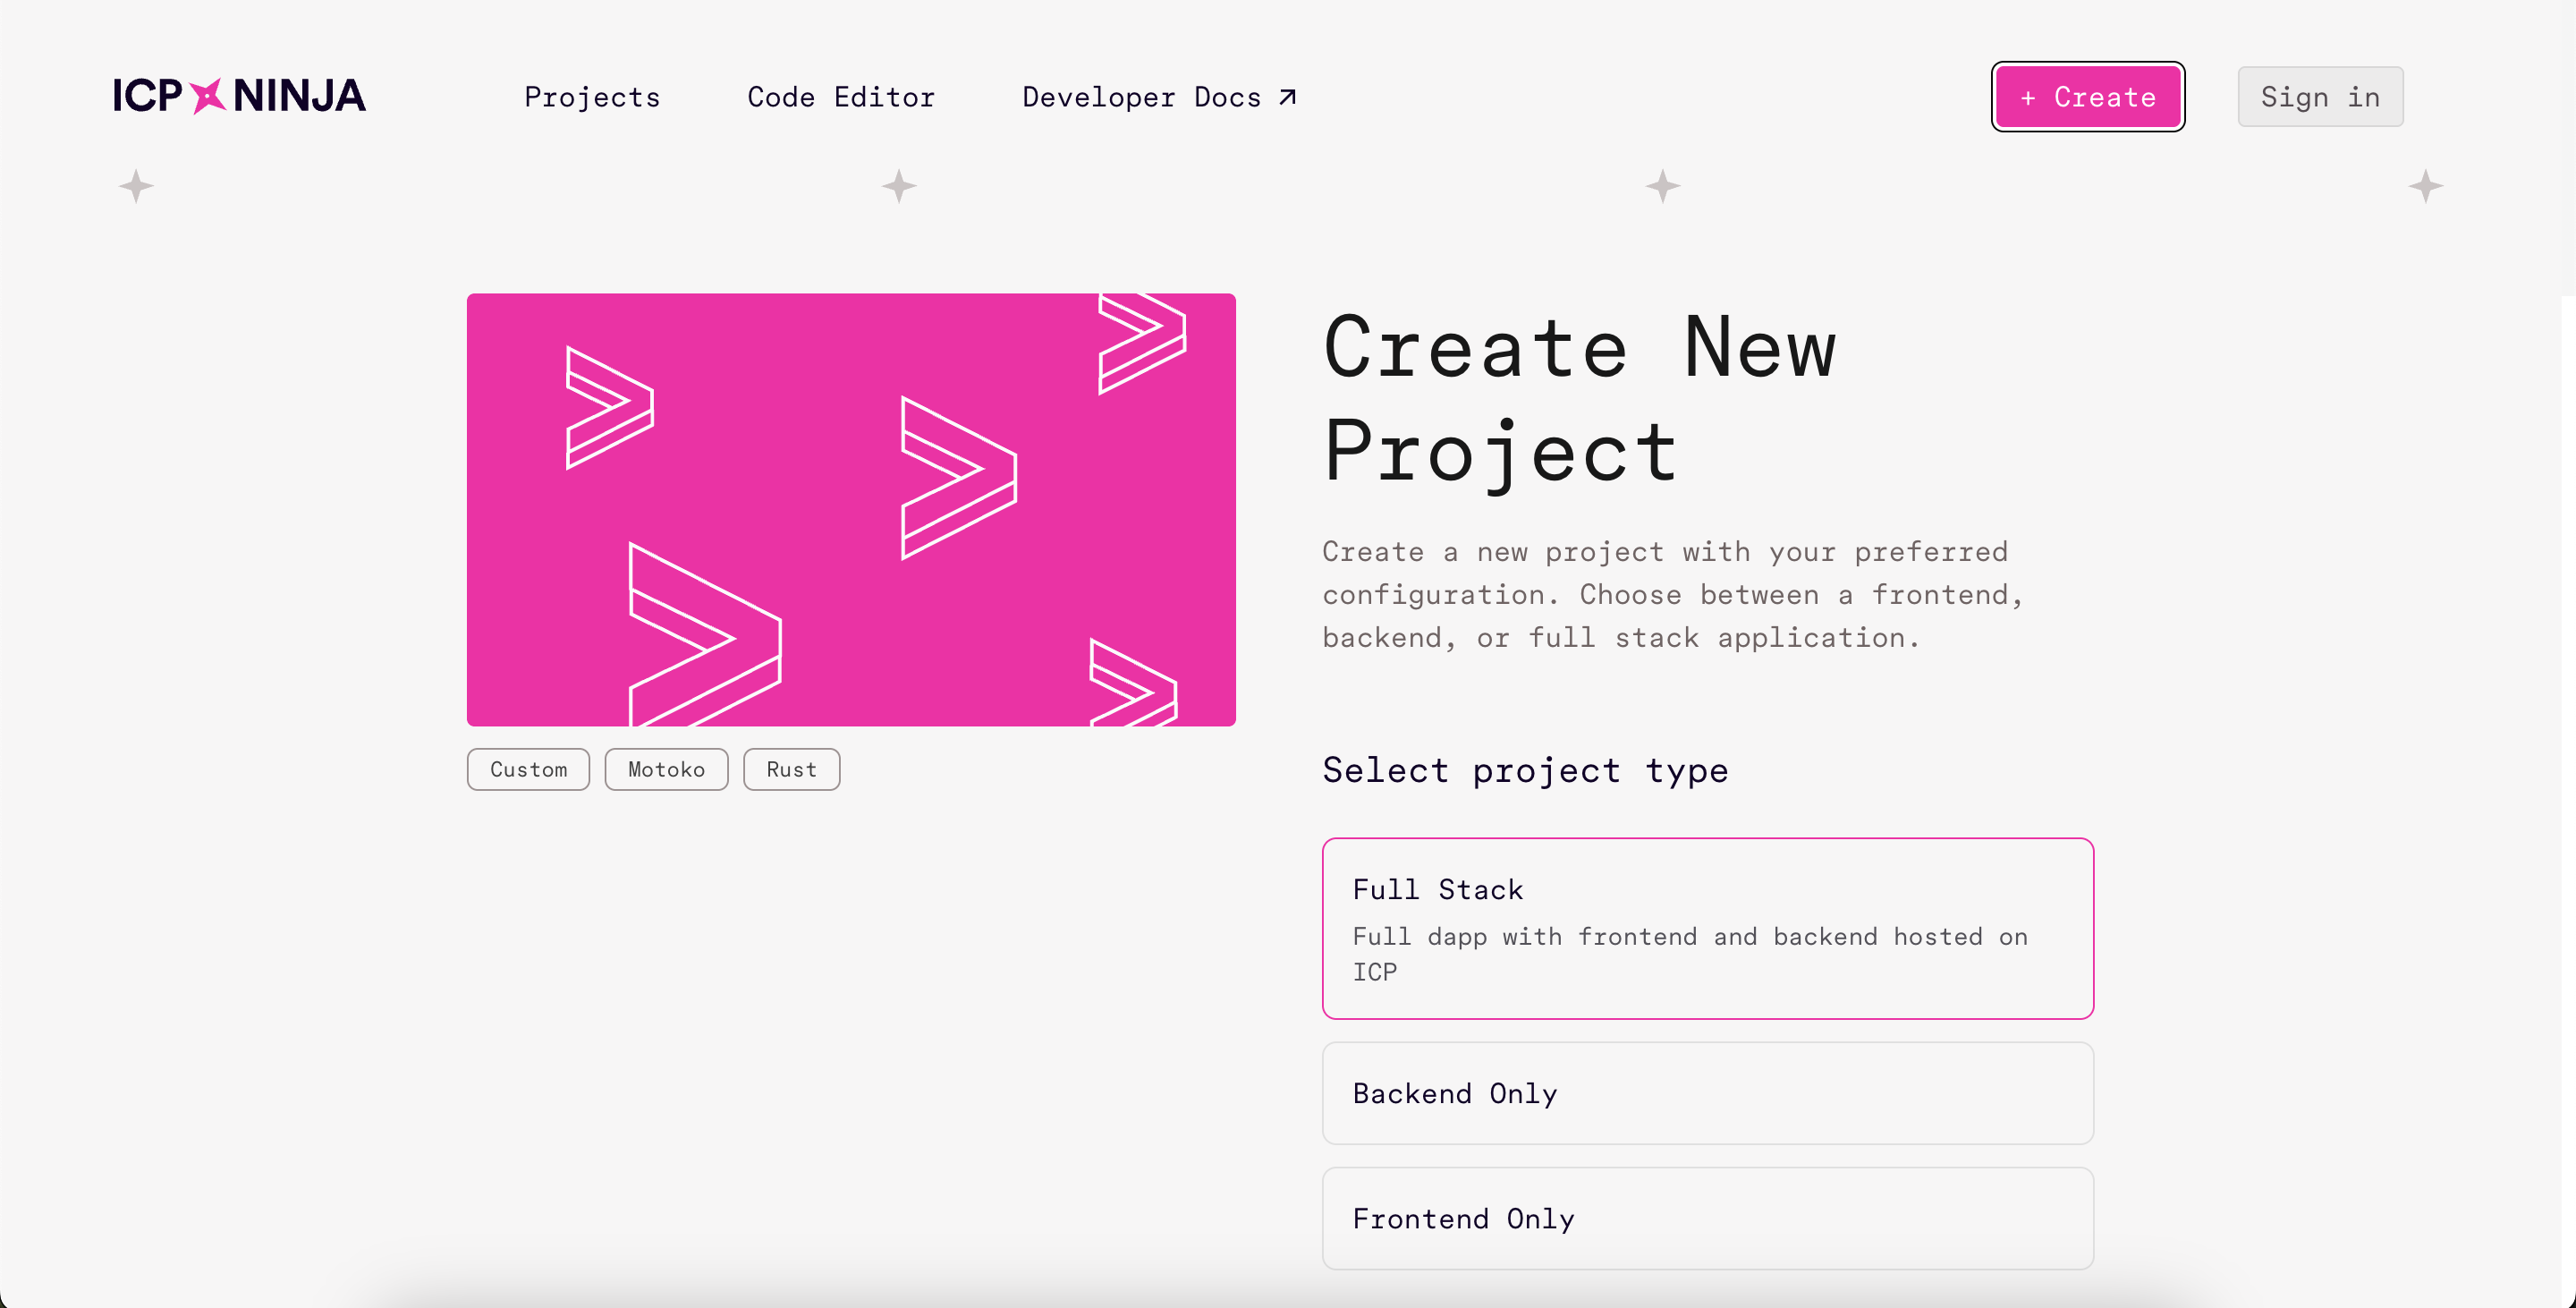 ICP NINJA
Projects
Code Editor
Developer Docs ↗
+ Create
Sign in
Custom
Motoko
Rust
Create New
Project
Create a new project with your preferred
configuration. Choose between a frontend,
backend, or full stack application.
Select project type
Full Stack
Full dapp with frontend and backend hosted on
ICP
Backend Only
Frontend Only